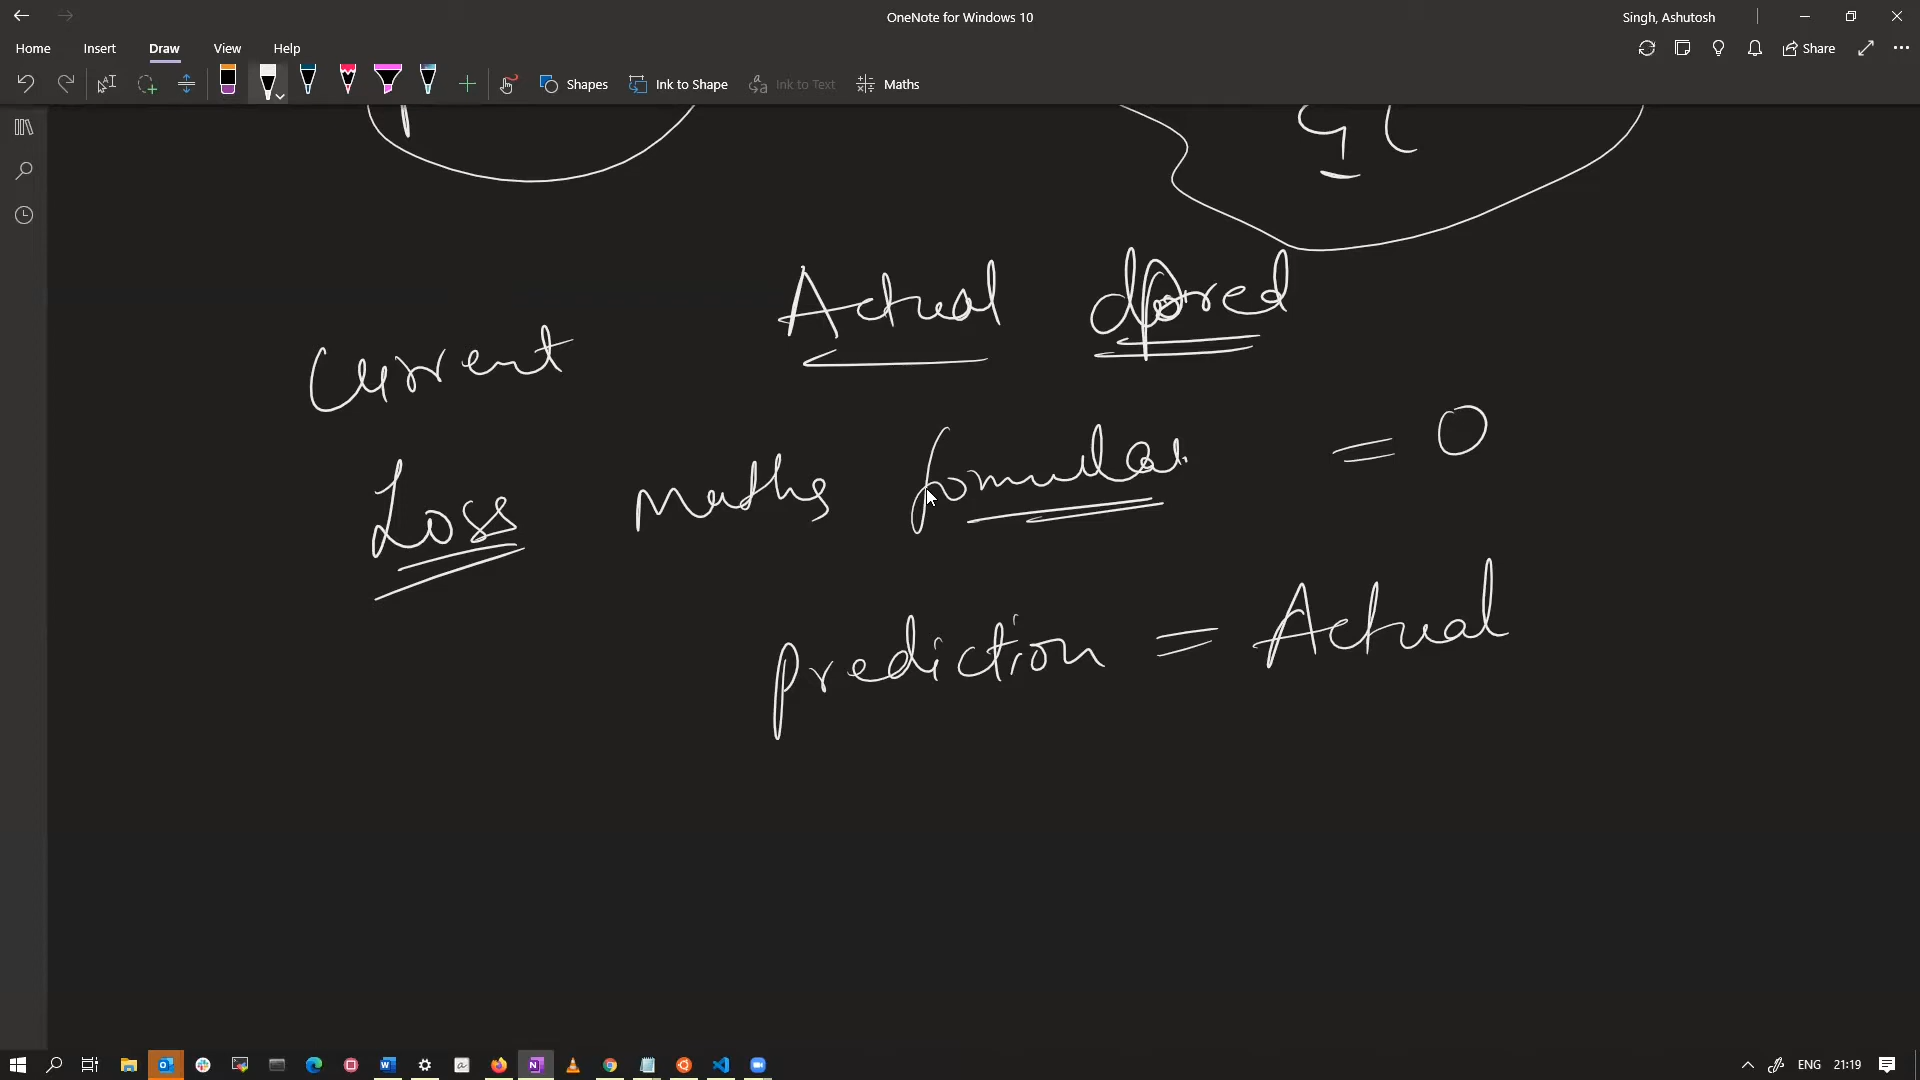 OneNote for Windows 10
Singh, Ashutosh
Home Insert Draw View Help
Share
Shapes Ink to Shape Ink to Text Maths
Actual
Current
Loss Maths formulas = 0
prediction = Actual
ENG 21:19